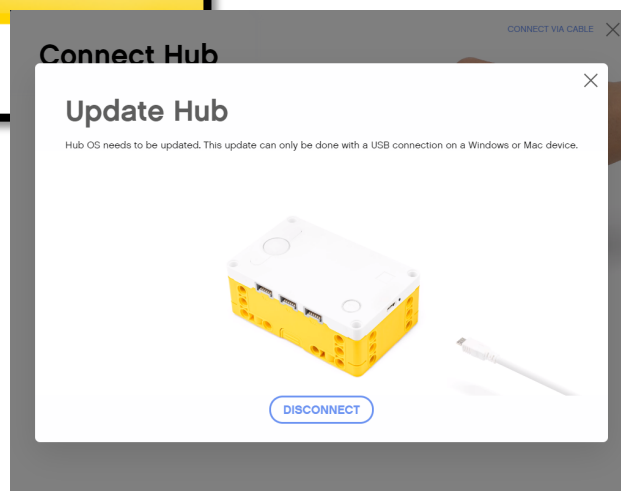 CONNECT VIA CABLE
Connect Hub
Update Hub
Hub OS needs to be updated. This update can only be done with a USB connection on a Windows or Mac device.
DISCONNECT